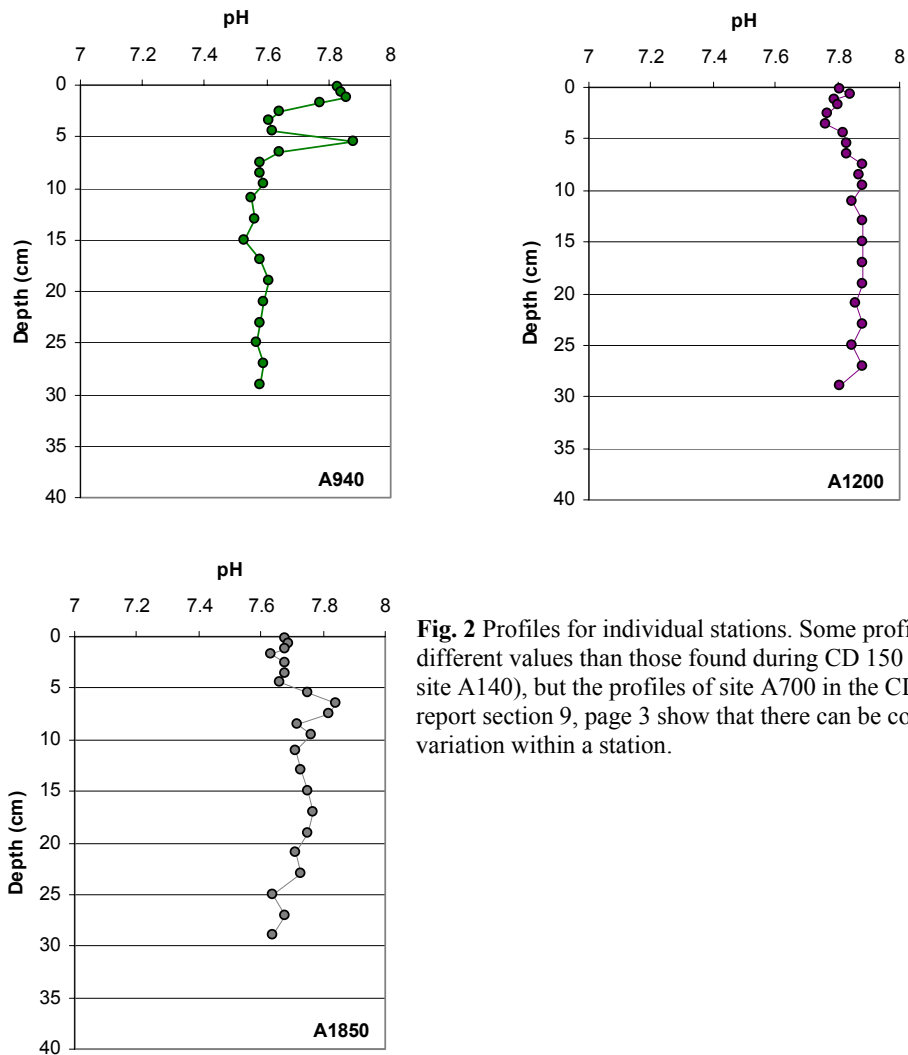 pH
7 7.2 7.4 7.6 7.8 8
0
5
10
15
20
25
30
35
40
Depth (cm)
A940
pH
7 7.2 7.4 7.6 7.8 8
0
5
10
15
20
25
30
35
40
Depth (cm)
A1200
pH
7 7.2 7.4 7.6 7.8 8
0
5
10
15
20
25
30
35
40
Depth (cm)
A1850
Fig. 2 Profiles for individual stations. Some profi
different values than those found during CD 150
site A140), but the profiles of site A700 in the CD
report section 9, page 3 show that there can be co
variation within a station.